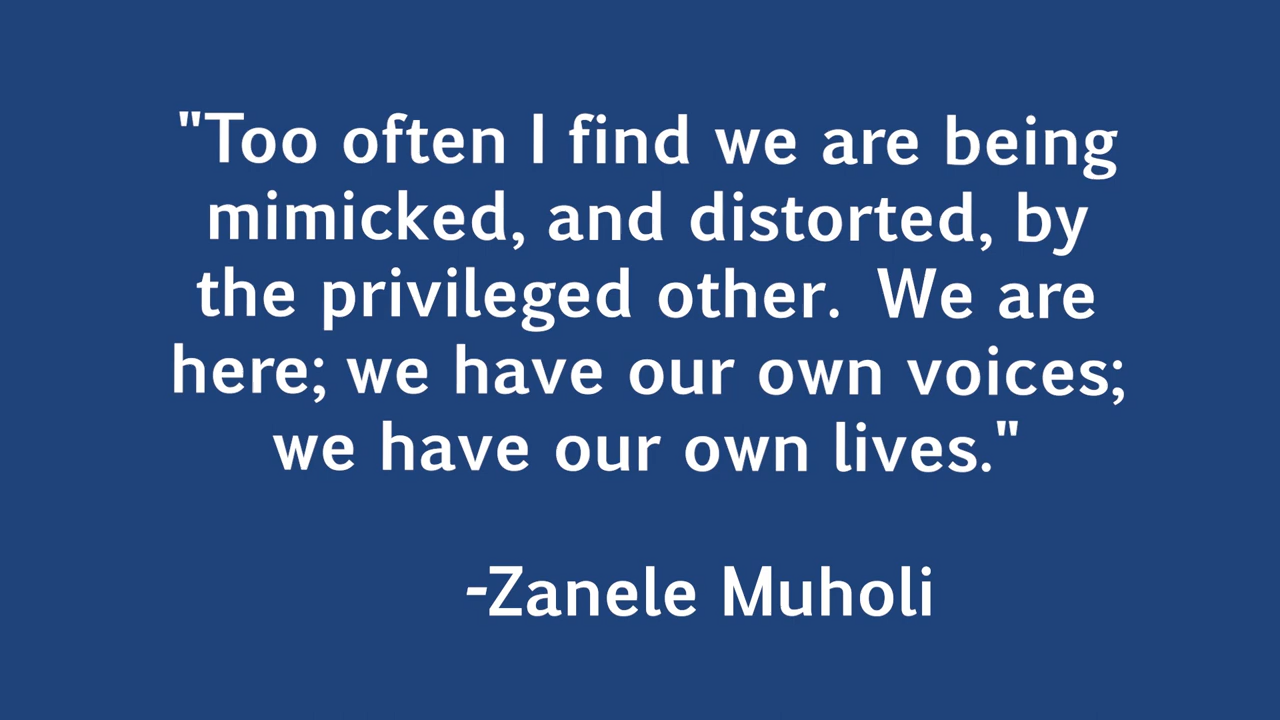 "Too often I find we are being
mimicked, and distorted, by
the privileged other.  We are
here; we have our own voices;
we have our own lives."
-Zanele Muholi